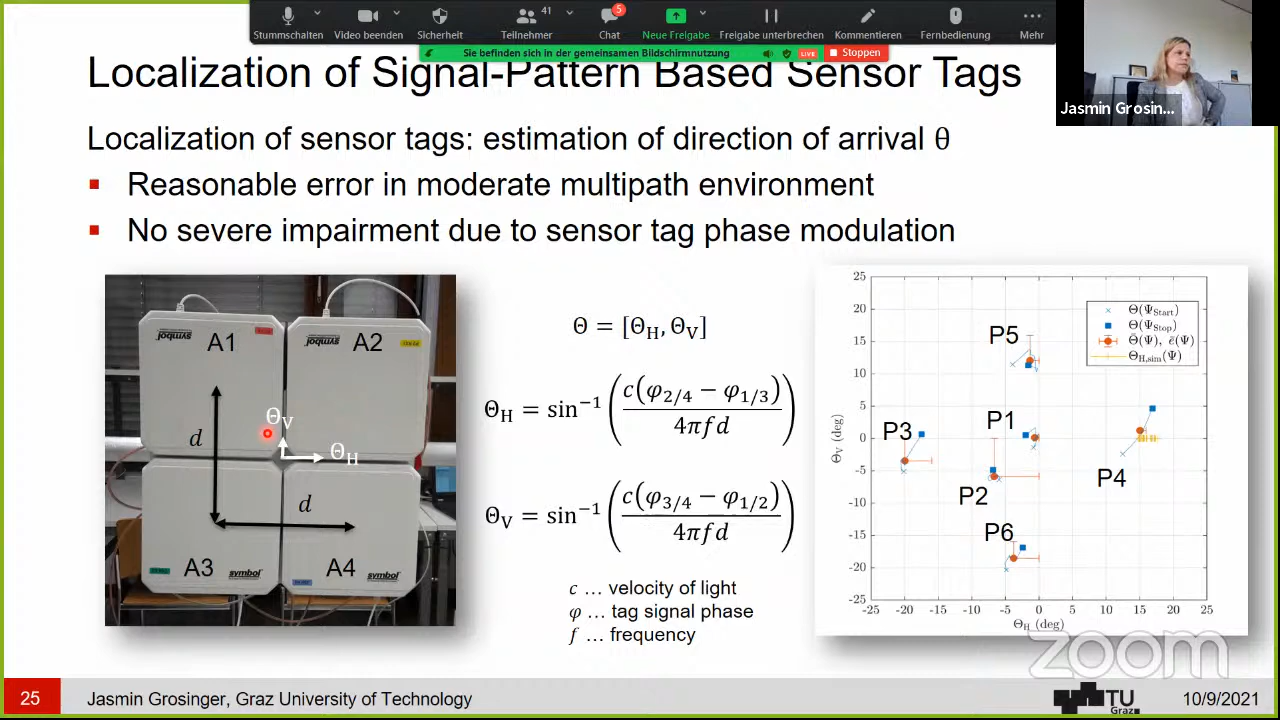 41
5
Stummschalten
Video beenden
Sicherheit
Teilnehmer
Chat
Neue Freigabe
Freigabe unterbrechen
Kommentieren
Fernbedienung
Mehr
Sie befinden sich in der gemeinsamen Bildschirmnutzung
LIVE
Stoppen
Jasmin Grosin...
Localization of Signal-Pattern Based Sensor Tags
Localization of sensor tags: estimation of direction of arrival θ
▪ Reasonable error in moderate multipath environment
▪ No severe impairment due to sensor tag phase modulation
symbol
A1
symbol
A2
Θ_V
d
Θ_H
d
A3
symbol
A4
symbol
Θ = [Θ_H, Θ_V]
Θ_H = sin⁻¹ ( c(φ_2/4 − φ_1/3) / 4πfd )
Θ_V = sin⁻¹ ( c(φ_3/4 − φ_1/2) / 4πfd )
c … velocity of light
φ … tag signal phase
f … frequency
25
20
15
10
5
0
-5
-10
-15
-20
-25
Θ_V (deg)
Θ(Ψ_Start)
Θ(Ψ_Stop)
Θ̄(Ψ), ē(Ψ)
Θ_H,sim(Ψ)
P5
P1
P3
P4
P2
P6
-25 -20 -15 -10 -5 0 5 10 15 20 25
Θ_H (deg)
zoom
25
Jasmin Grosinger, Graz University of Technology
TU
Graz
10/9/2021